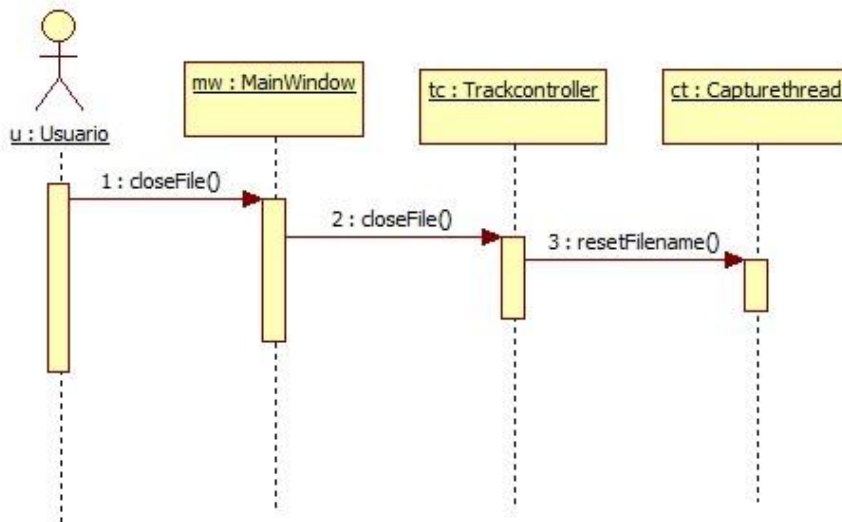 mw : MainWindow
tc : Trackcontroller
ct : Capturethread
u : Usuario
1 : closeFile()
2 : closeFile()
3 : resetFilename()